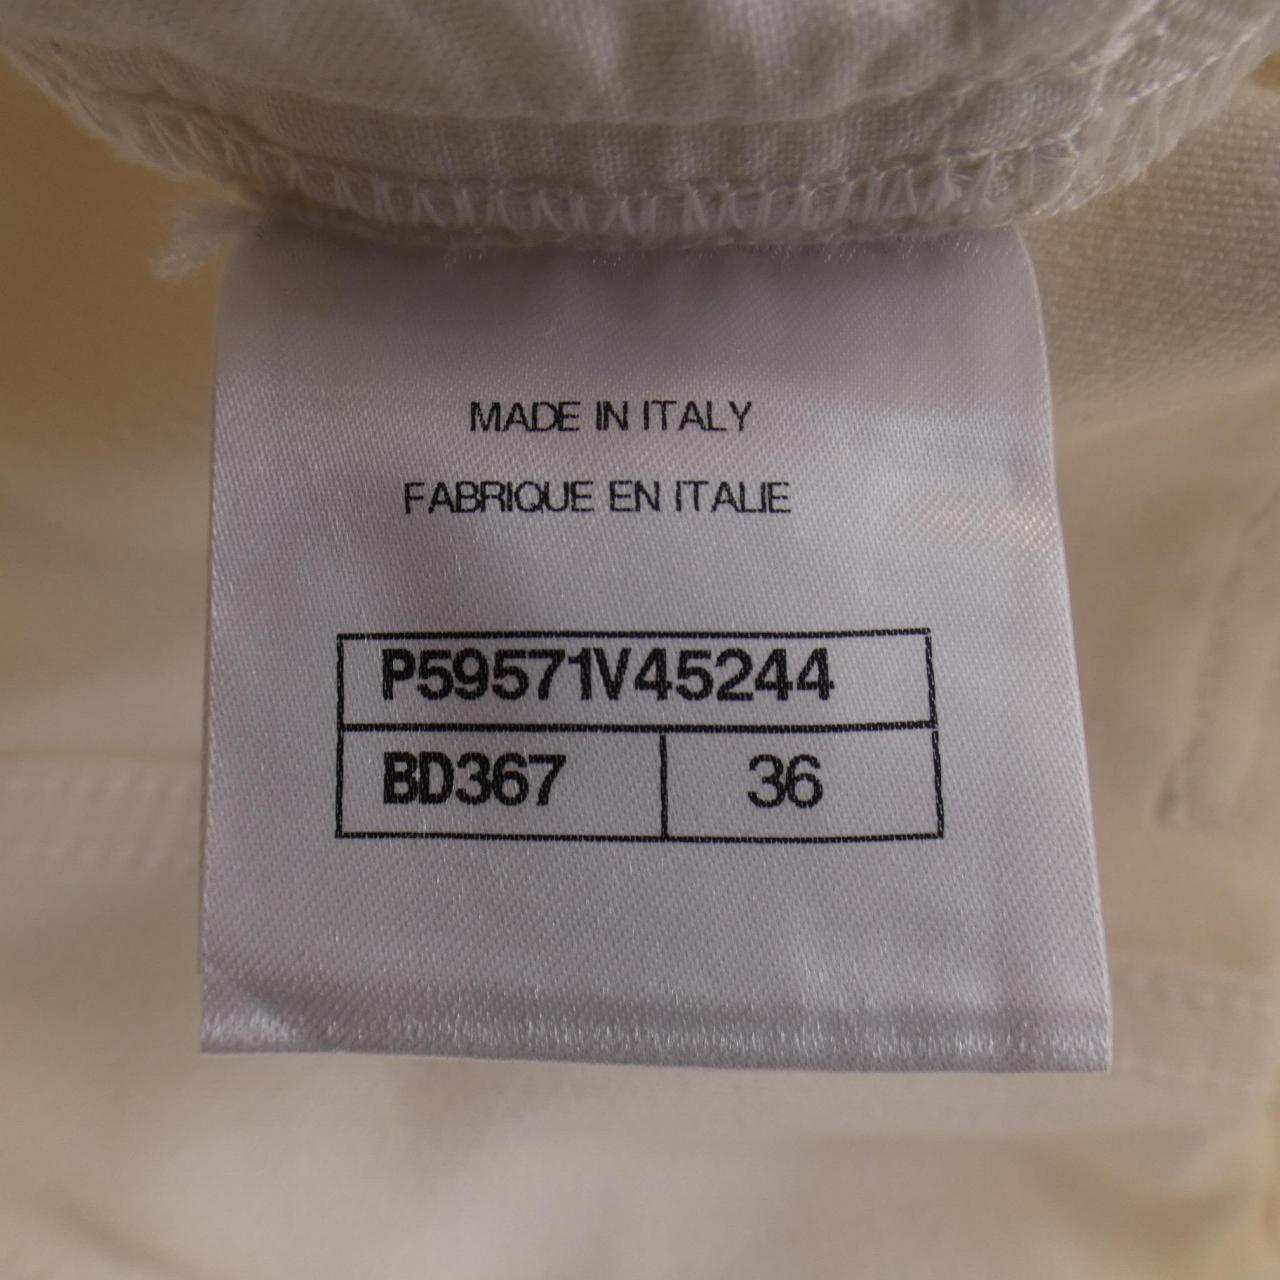 MADE IN ITALY
FABRIQUE EN ITALIE
P59571V45244
BD367 36